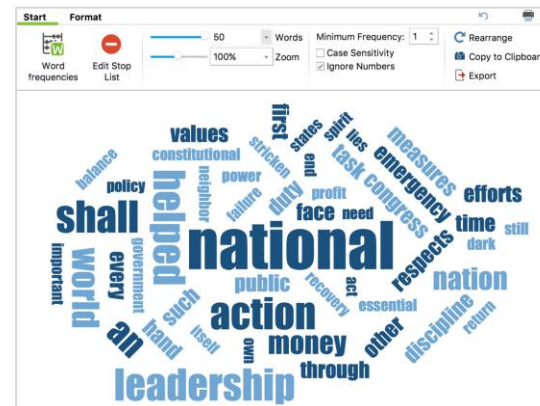 Start Format
Word frequencies
Edit Stop List
50 Words
100% Zoom
Minimum Frequency: 1
Case Sensitivity
Ignore Numbers
Rearrange
Copy to Clipboar
Export
first
states
spirit
lies
measures
values
constitutional
stricken
end
task
congress
emergency
balance
policy
neighbor
power
failure
duty
profit
face
need
efforts
shall
helped
national
respects
time
still
dark
important
world
every
government
such
public
recovery
act
essential
nation
discipline
return
an
hand
itself
action
own
money
other
through
leadership